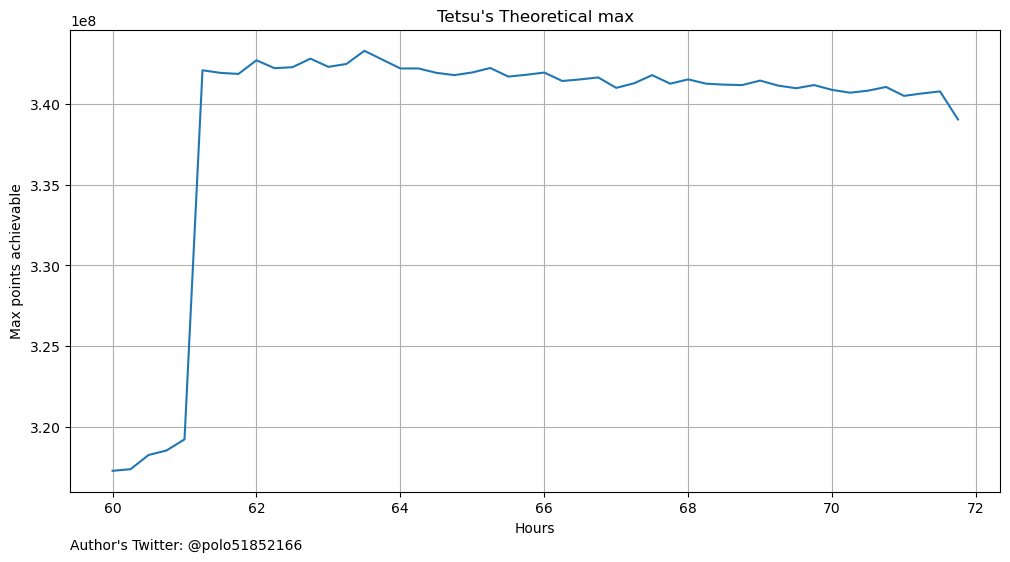 Tetsu's Theoretical max
1e8
3.40
3.35
3.30
3.25
3.20
Max points achievable
60 62 64 66 68 70 72
Hours
Author's Twitter: @polo51852166